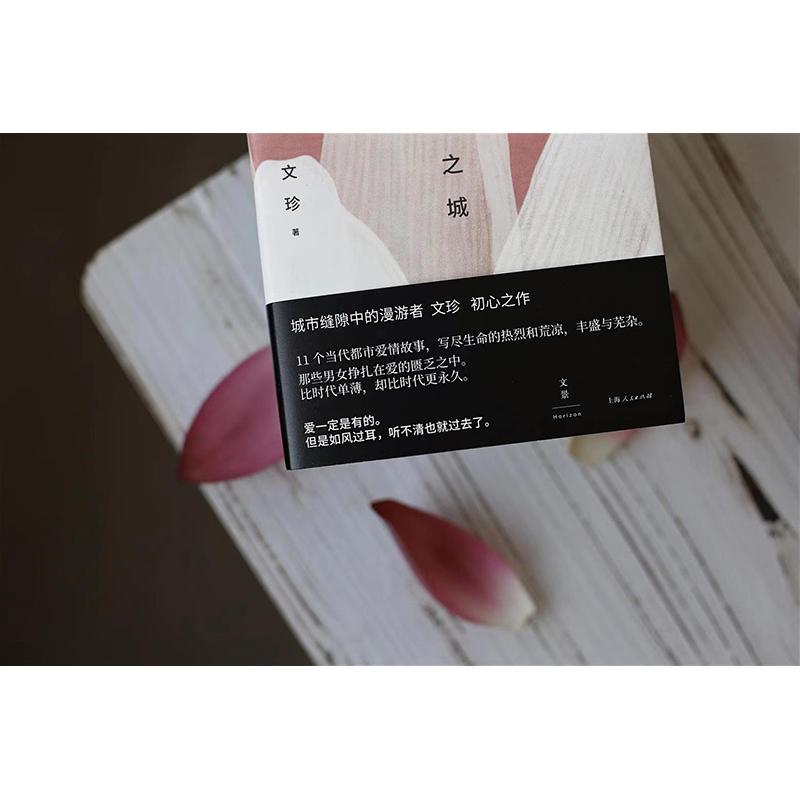 之城
文珍
著
城市缝隙中的漫游者 文珍 初心之作
11 个当代都市爱情故事，写尽生命的热烈和荒凉，丰盛与芜杂。
那些男女挣扎在爱的匮乏之中。
比时代单薄，却比时代更永久。
爱一定是有的。
但是如风过耳，听不清也就过去了。
文景
Horizon
上海人民出版社